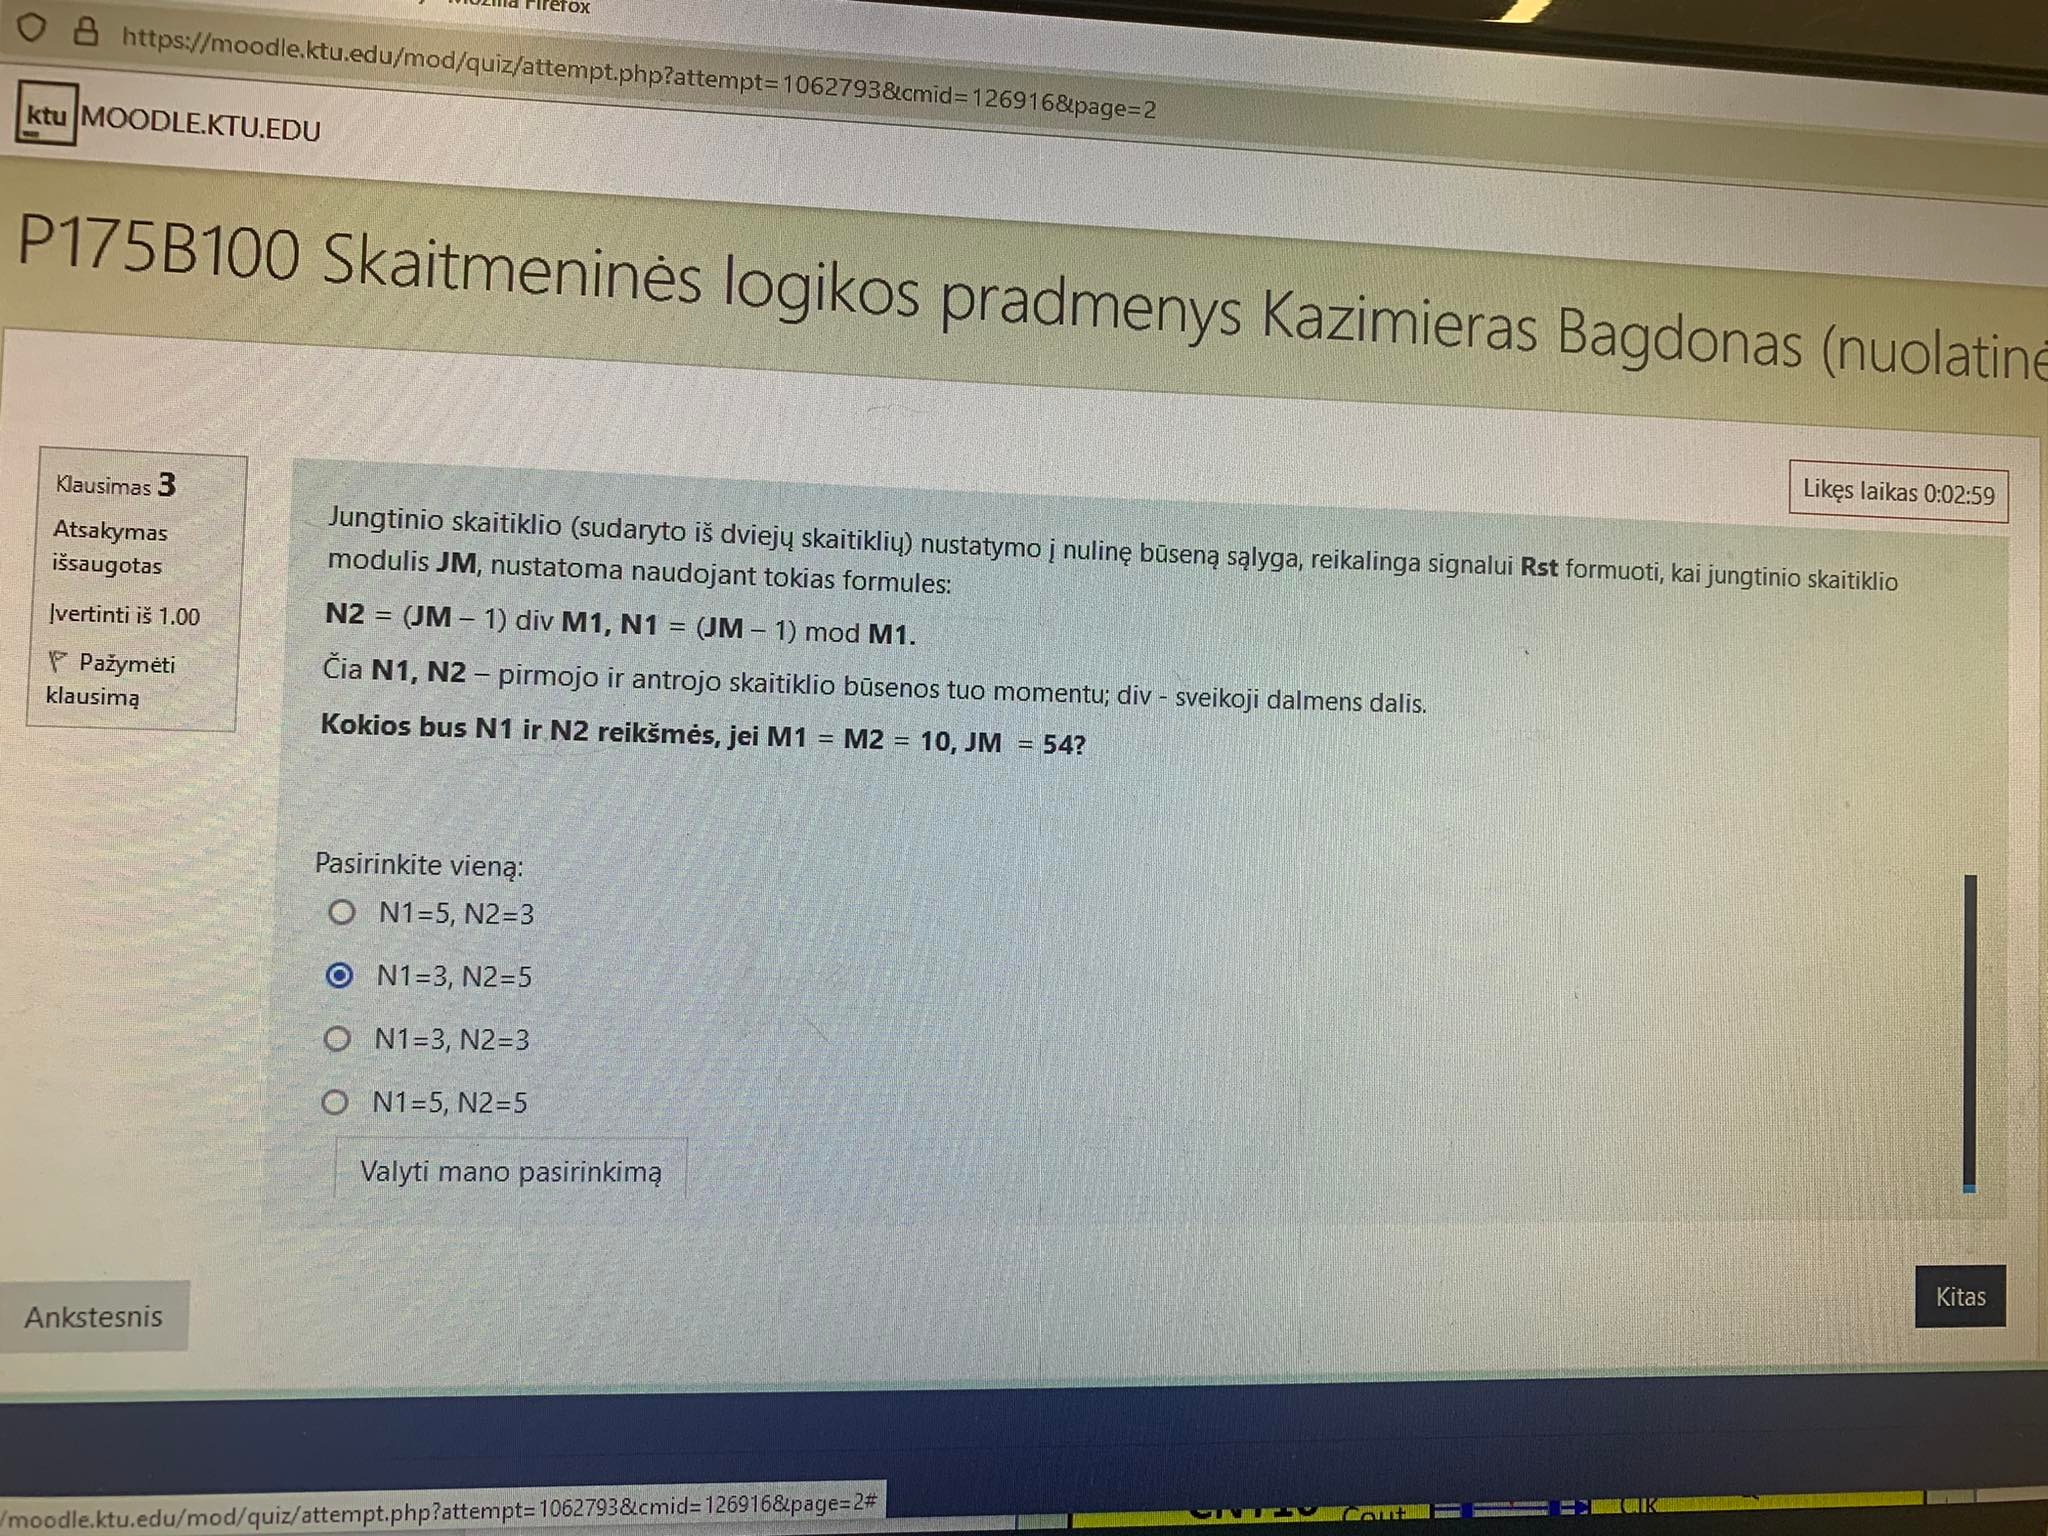 Mozilla Firefox
https://moodle.ktu.edu/mod/quiz/attempt.php?attempt=1062793&cmid=126916&page=2
ktu MOODLE.KTU.EDU
P175B100 Skaitmeninės logikos pradmenys Kazimieras Bagdonas (nuolatinė
Klausimas 3
Atsakymas
išsaugotas
Įvertinti iš 1.00
Pažymėti
klausimą
Likęs laikas 0:02:59
Jungtinio skaitiklio (sudaryto iš dviejų skaitiklių) nustatymo į nulinę būseną sąlyga, reikalinga signalui Rst formuoti, kai jungtinio skaitiklio
modulis JM, nustatoma naudojant tokias formules:
N2 = (JM – 1) div M1, N1 = (JM – 1) mod M1.
Čia N1, N2 – pirmojo ir antrojo skaitiklio būsenos tuo momentu; div - sveikoji dalmens dalis.
Kokios bus N1 ir N2 reikšmės, jei M1 = M2 = 10, JM = 54?
Pasirinkite vieną:
N1=5, N2=3
N1=3, N2=5
N1=3, N2=3
N1=5, N2=5
Valyti mano pasirinkimą
Ankstesnis
Kitas
/moodle.ktu.edu/mod/quiz/attempt.php?attempt=1062793&cmid=126916&page=2#
Cout
Clk